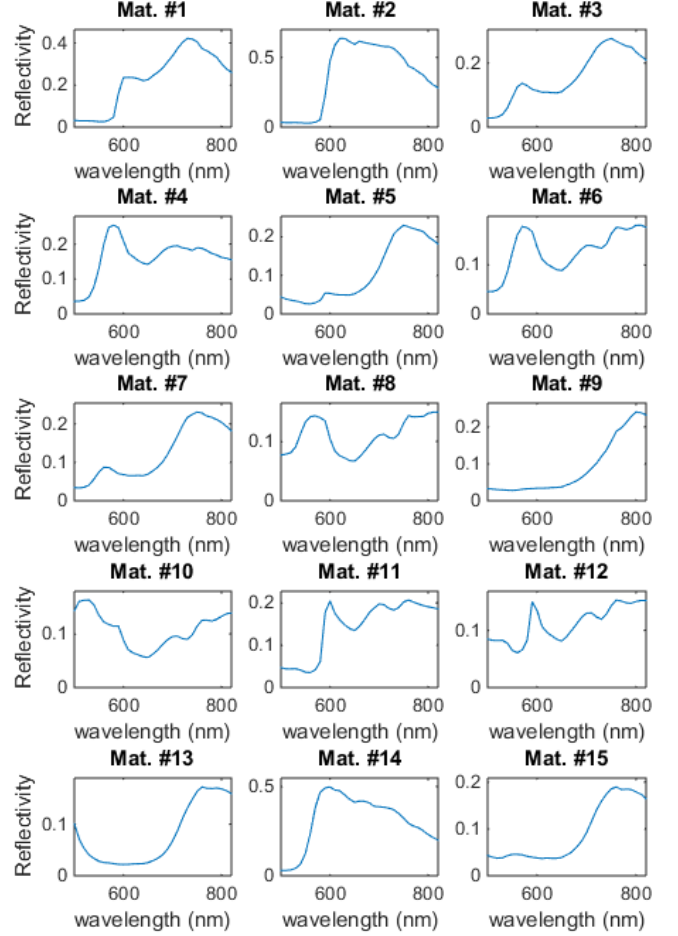 Mat. #1 Mat. #2 Mat. #3
Reflectivity
0.4 0.2 0
0.5 0
0.2 0
600 800 600 800 600 800
wavelength (nm) wavelength (nm) wavelength (nm)
Mat. #4 Mat. #5 Mat. #6
Reflectivity
0.2 0.1 0
0.2 0.1 0
0.1 0
600 800 600 800 600 800
wavelength (nm) wavelength (nm) wavelength (nm)
Mat. #7 Mat. #8 Mat. #9
Reflectivity
0.2 0.1 0
0.1 0
0.2 0.1 0
600 800 600 800 600 800
wavelength (nm) wavelength (nm) wavelength (nm)
Mat. #10 Mat. #11 Mat. #12
Reflectivity
0.1 0
0.2 0.1 0
0.1 0
600 800 600 800 600 800
wavelength (nm) wavelength (nm) wavelength (nm)
Mat. #13 Mat. #14 Mat. #15
Reflectivity
0.1 0
0.5 0
0.2 0.1 0
600 800 600 800 600 800
wavelength (nm) wavelength (nm) wavelength (nm)